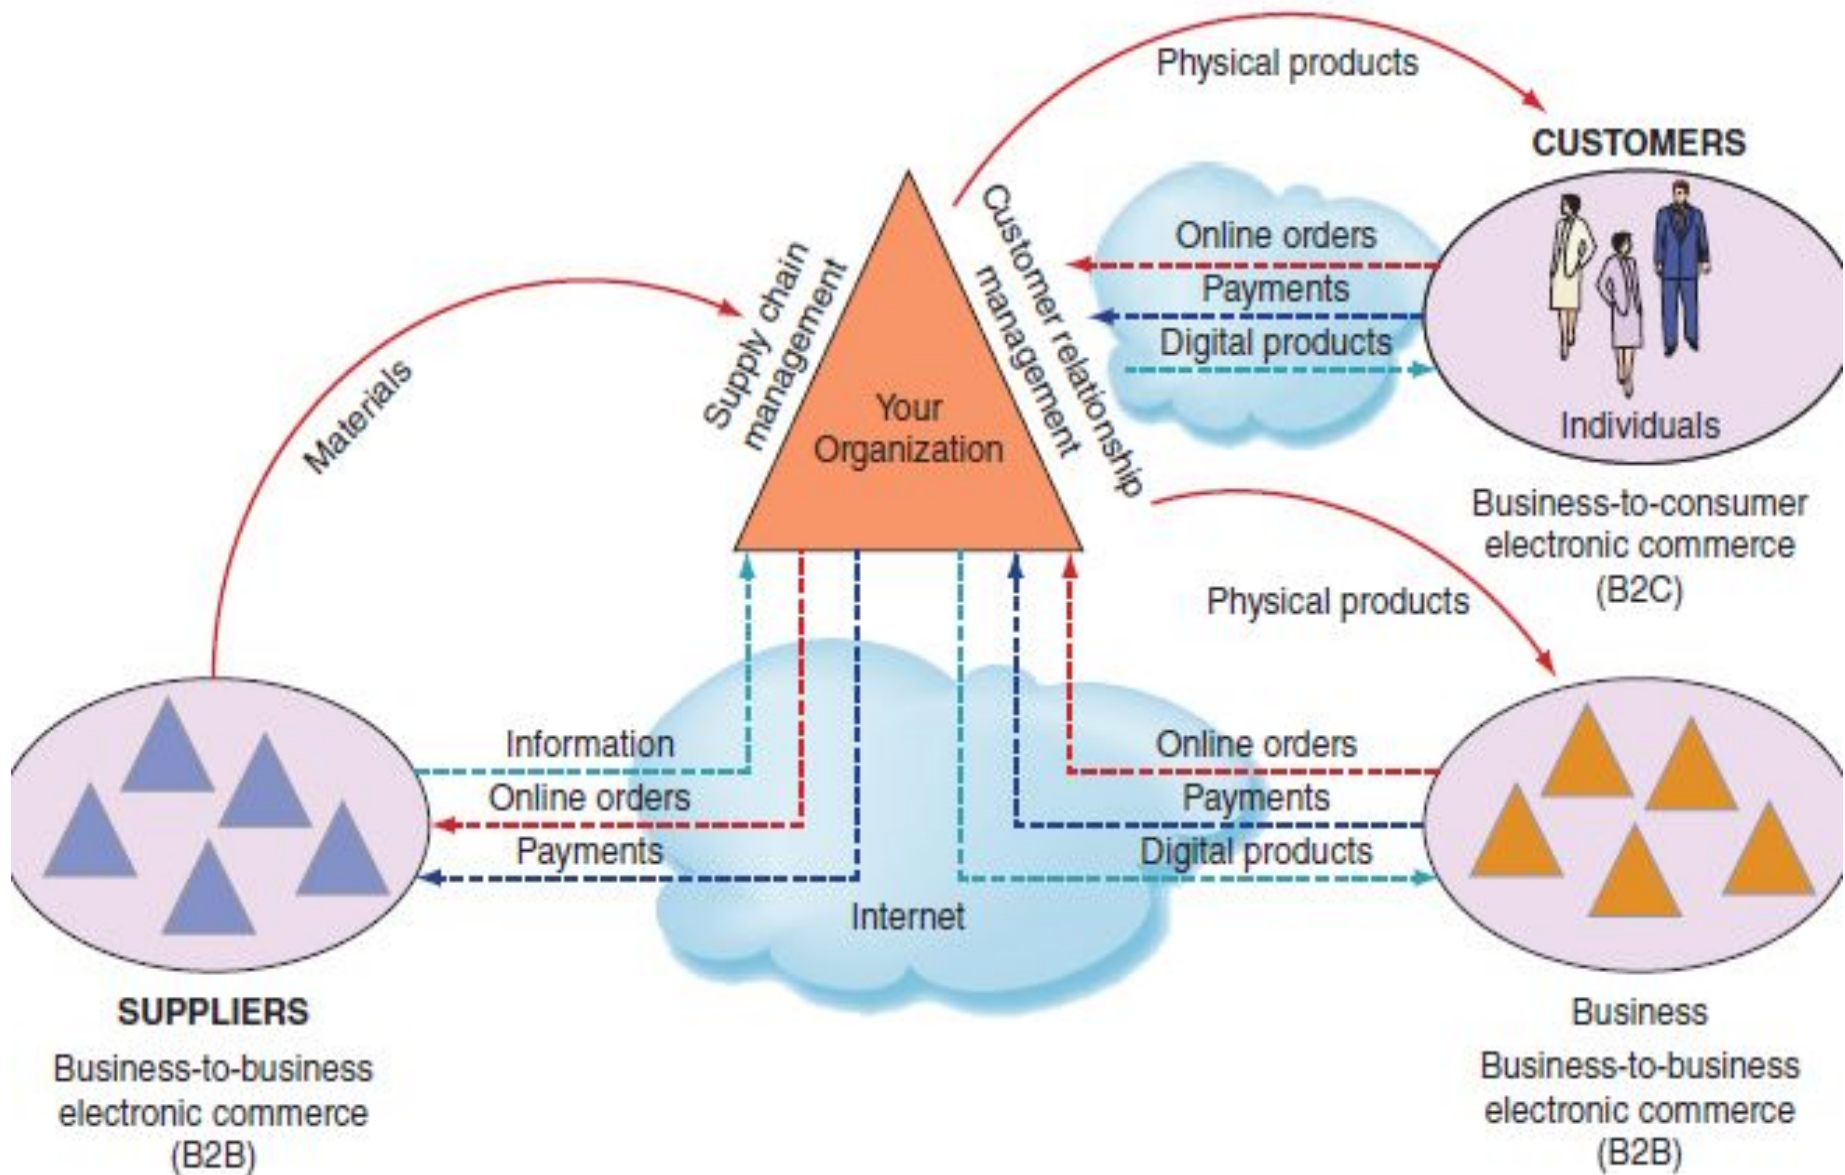 Physical products
CUSTOMERS
Online orders
Payments
Digital products
Individuals
Business-to-consumer
electronic commerce
(B2C)
Supply chain
management
Customer relationship
management
Your
Organization
Materials
Physical products
Information
Online orders
Payments
Online orders
Payments
Digital products
Internet
SUPPLIERS
Business-to-business
electronic commerce
(B2B)
Business
Business-to-business
electronic commerce
(B2B)